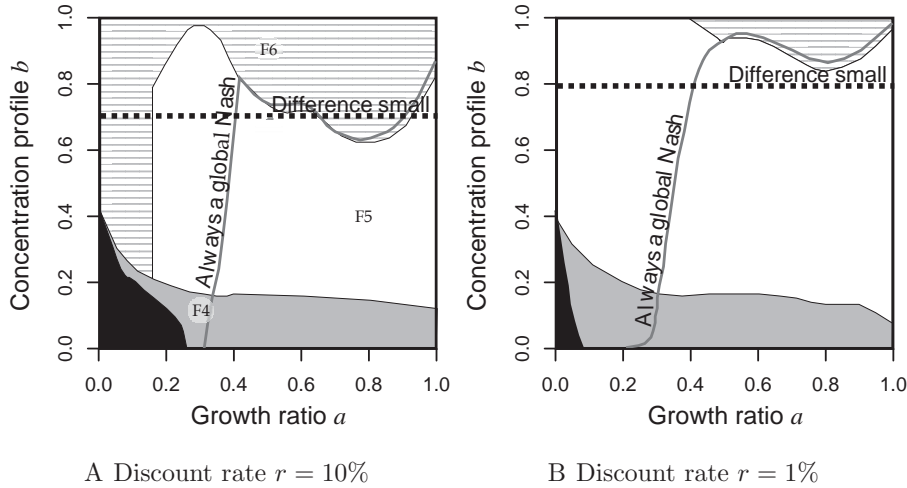 Concentration profile b
0.0 0.2 0.4 0.6 0.8 1.0
F6
Difference small
Always a global Nash
F5
F4
0.0 0.2 0.4 0.6 0.8 1.0
Growth ratio a
A Discount rate r = 10%
Concentration profile b
0.0 0.2 0.4 0.6 0.8 1.0
Difference small
Always a global Nash
0.0 0.2 0.4 0.6 0.8 1.0
Growth ratio a
B Discount rate r = 1%